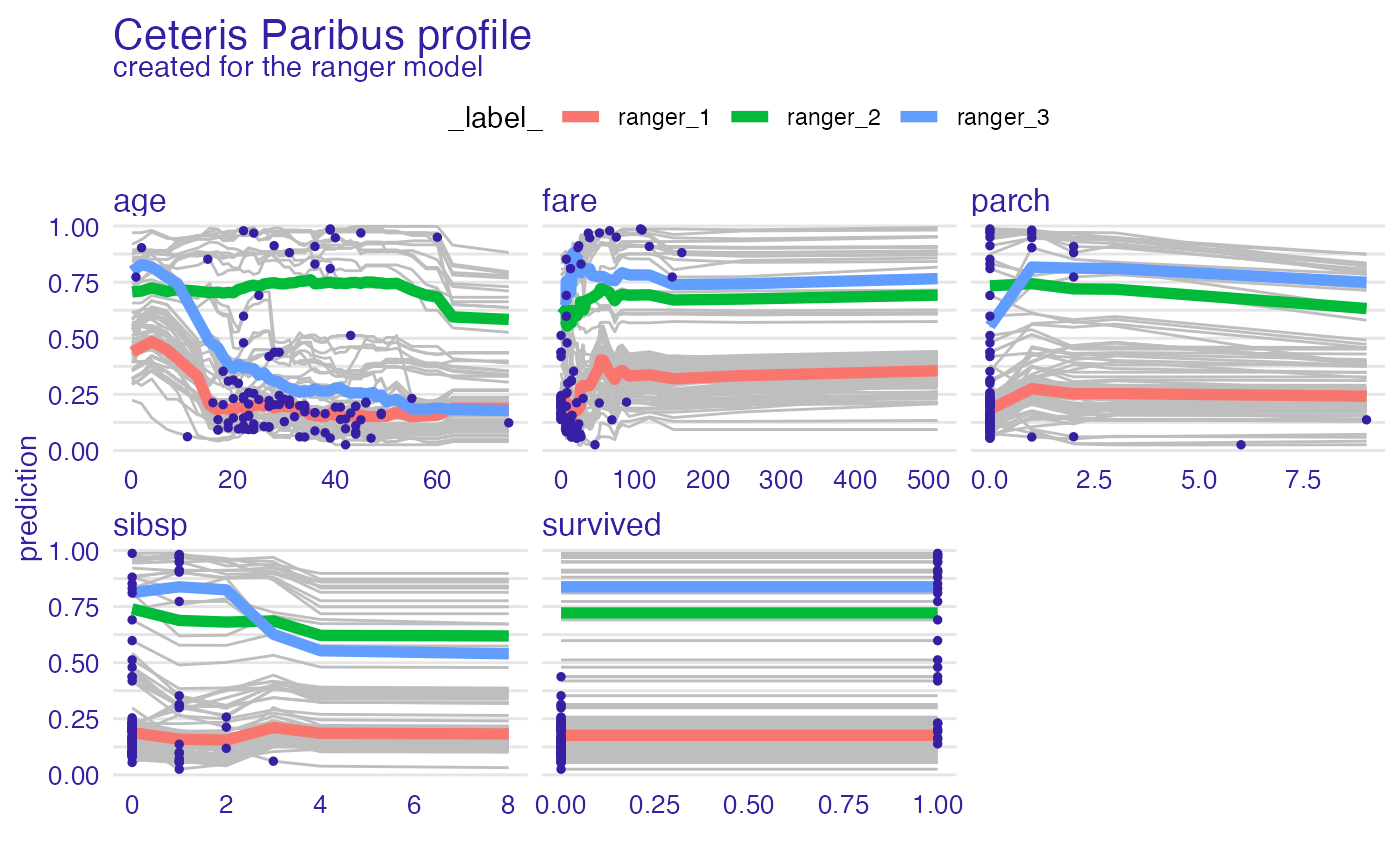 Ceteris Paribus profile
created for the ranger model
_label_ ranger_1 ranger_2 ranger_3
age fare parch
1.00
0.75
0.50
0.25
0.00
0 20 40 60 0 100 200 300 400 500 0.0 2.5 5.0 7.5
prediction
sibsp survived
1.00
0.75
0.50
0.25
0.00
0 2 4 6 8 0.00 0.25 0.50 0.75 1.00